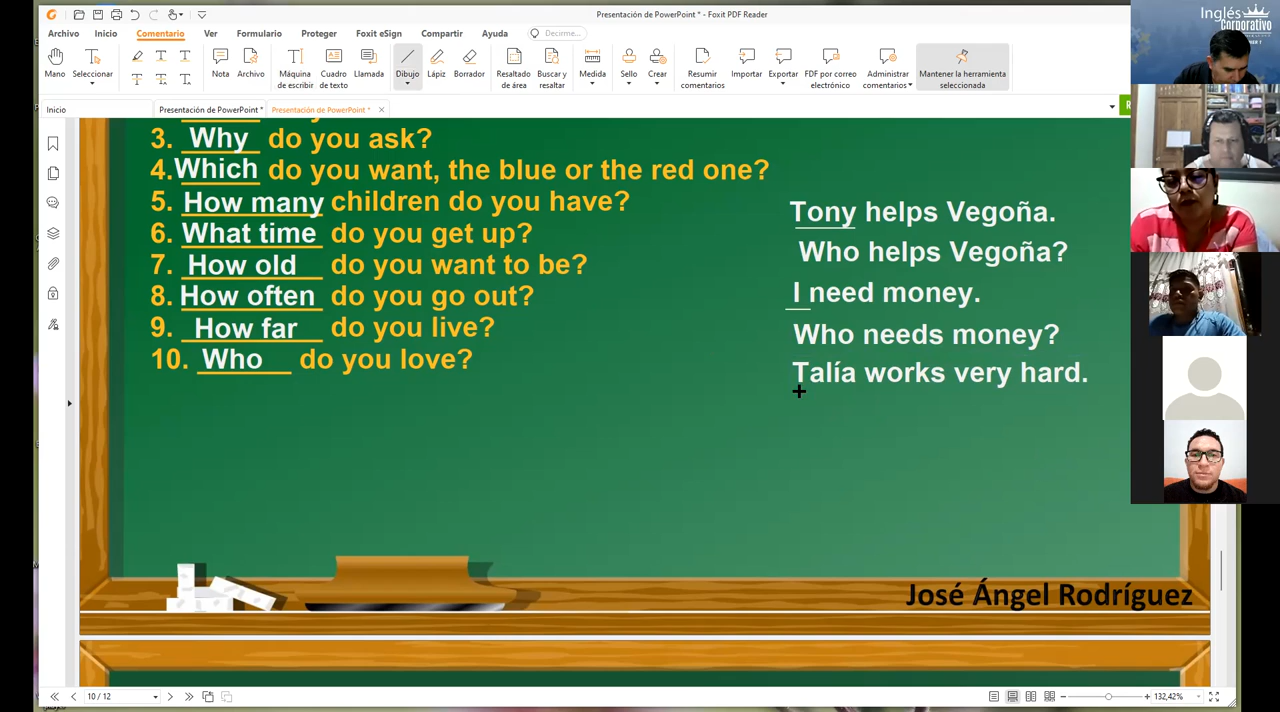 Presentación de PowerPoint * - Foxit PDF Reader
Archivo Inicio Comentario Ver Formulario Proteger Foxit eSign Compartir Ayuda Decirme...
Mano Seleccionar Nota Archivo Máquina de escribir Cuadro de texto Llamada Dibujo Lápiz Borrador Resaltado de área Buscar y resaltar Medida Sello Crear Resumir comentarios Importar Exportar FDF por correo electrónico Administrar comentarios Mantener la herramienta seleccionada
Inicio Presentación de PowerPoint * Presentación de PowerPoint *
3. Why do you ask?
4. Which do you want, the blue or the red one?
5. How many children do you have?
6. What time do you get up?
7. How old do you want to be?
8. How often do you go out?
9. How far do you live?
10. Who do you love?
Tony helps Vegoña.
Who helps Vegoña?
I need money.
Who needs money?
Talía works very hard.
José Ángel Rodríguez
10 / 12
132,42%
Inglés
Corporativo